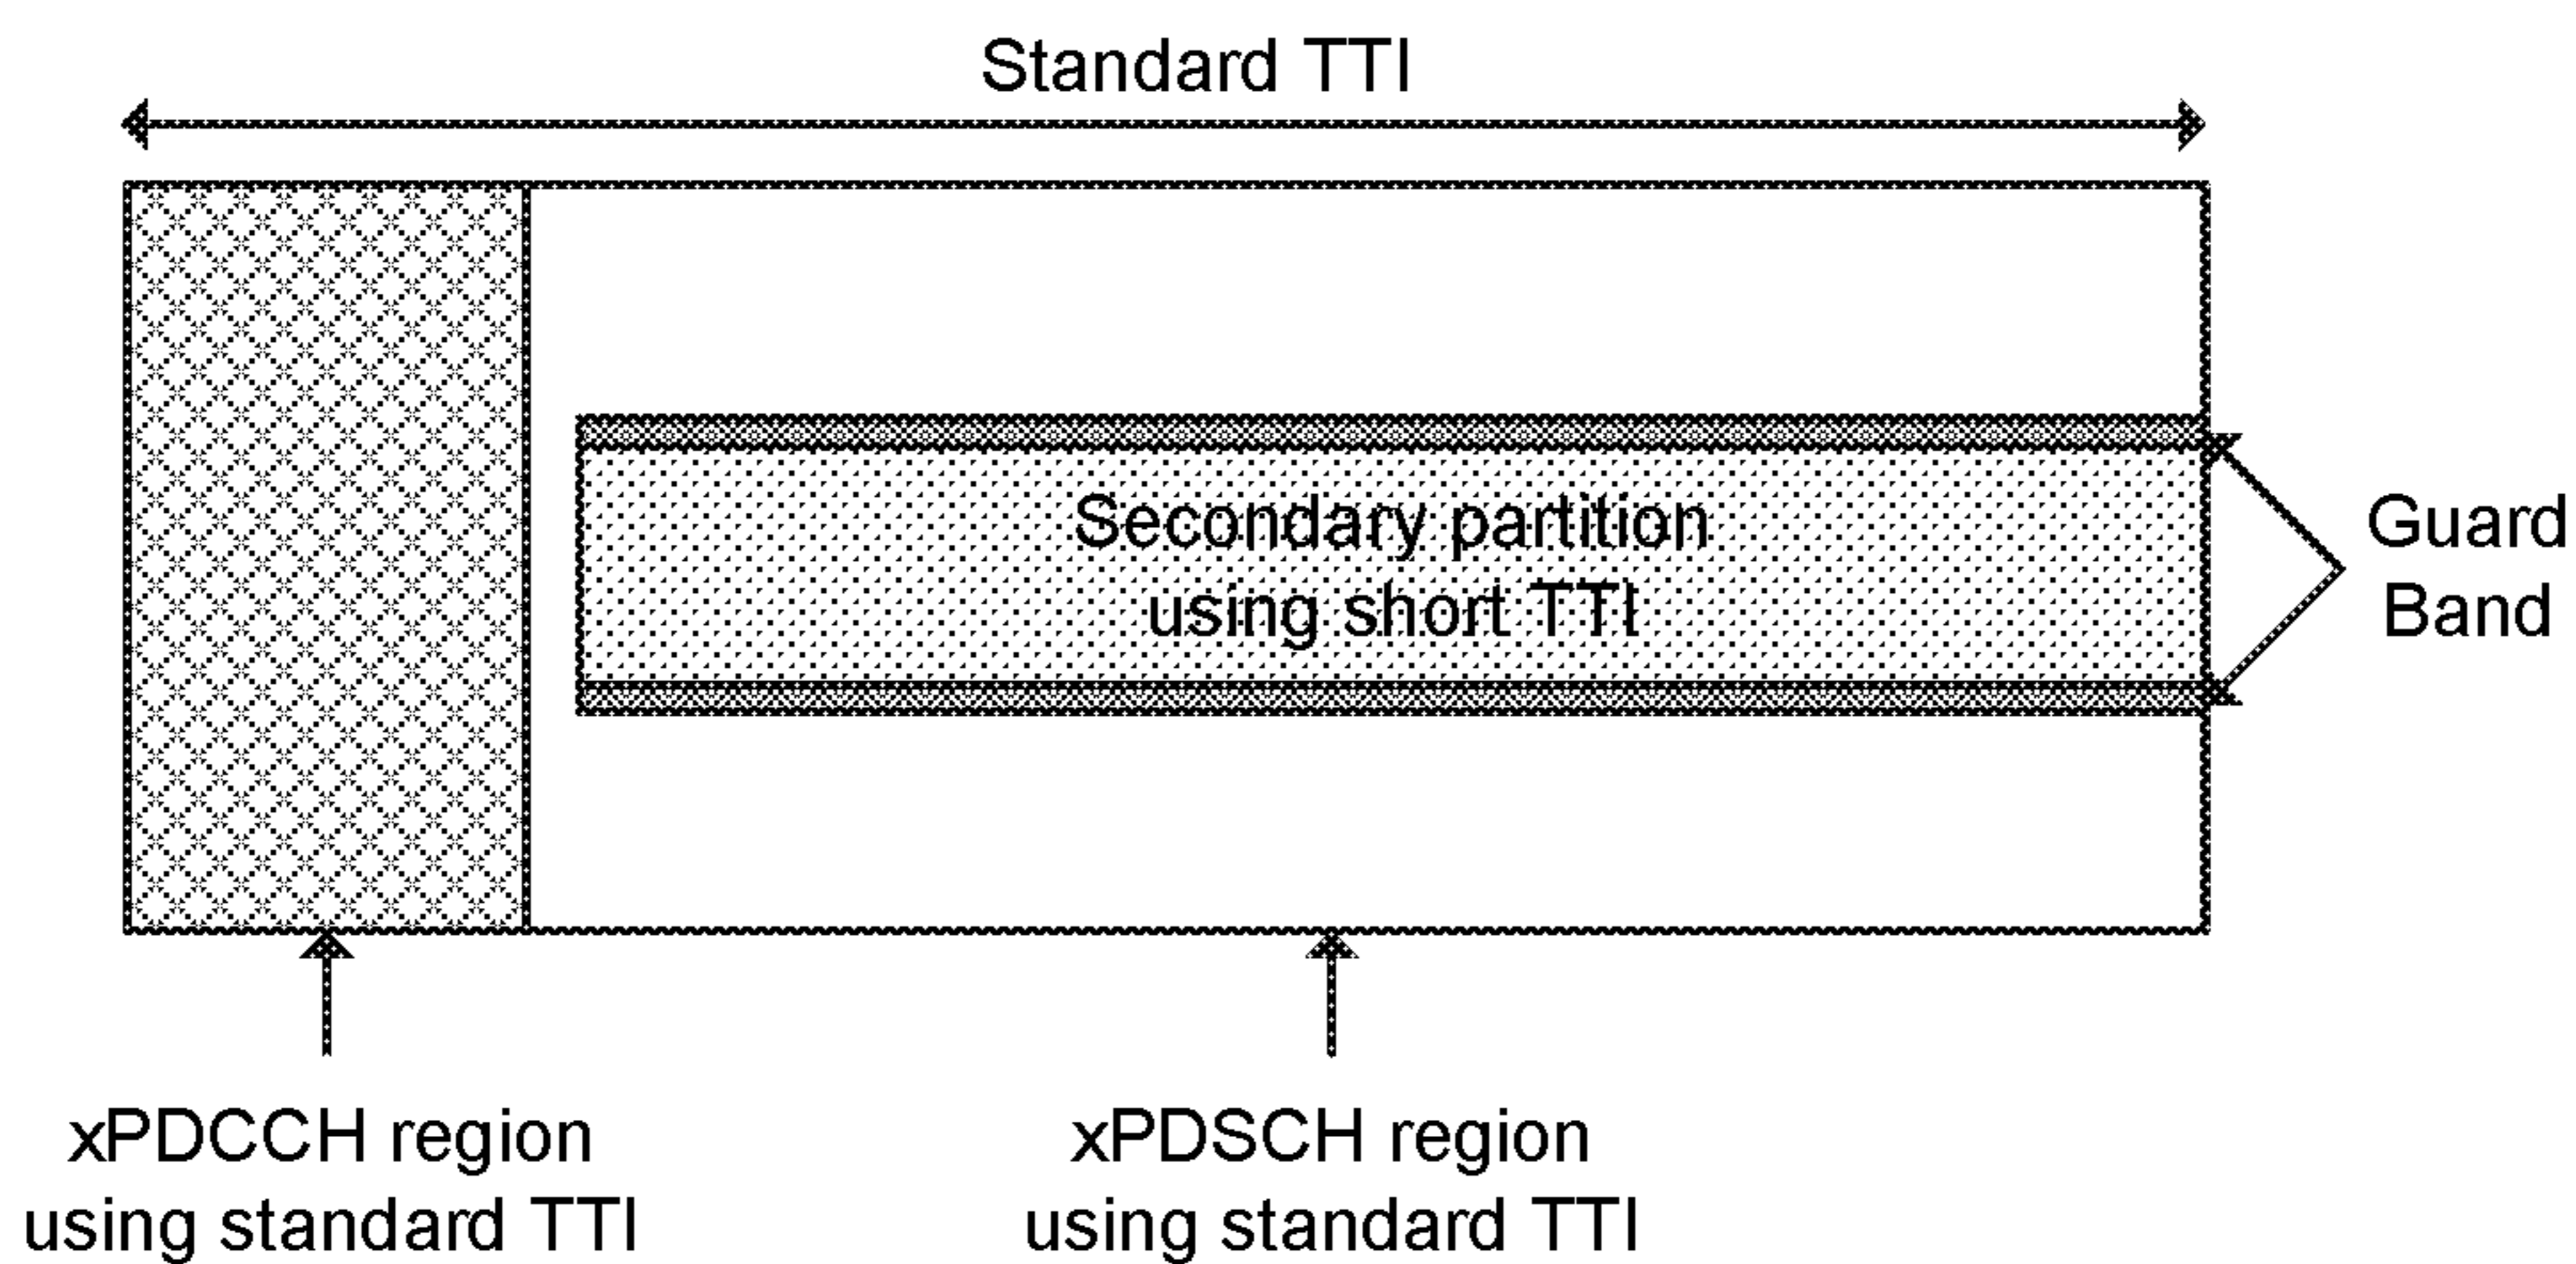 Standard TTI
Secondary partition
using short TTI
Guard
Band
xPDCCH region
using standard TTI
xPDSCH region
using standard TTI